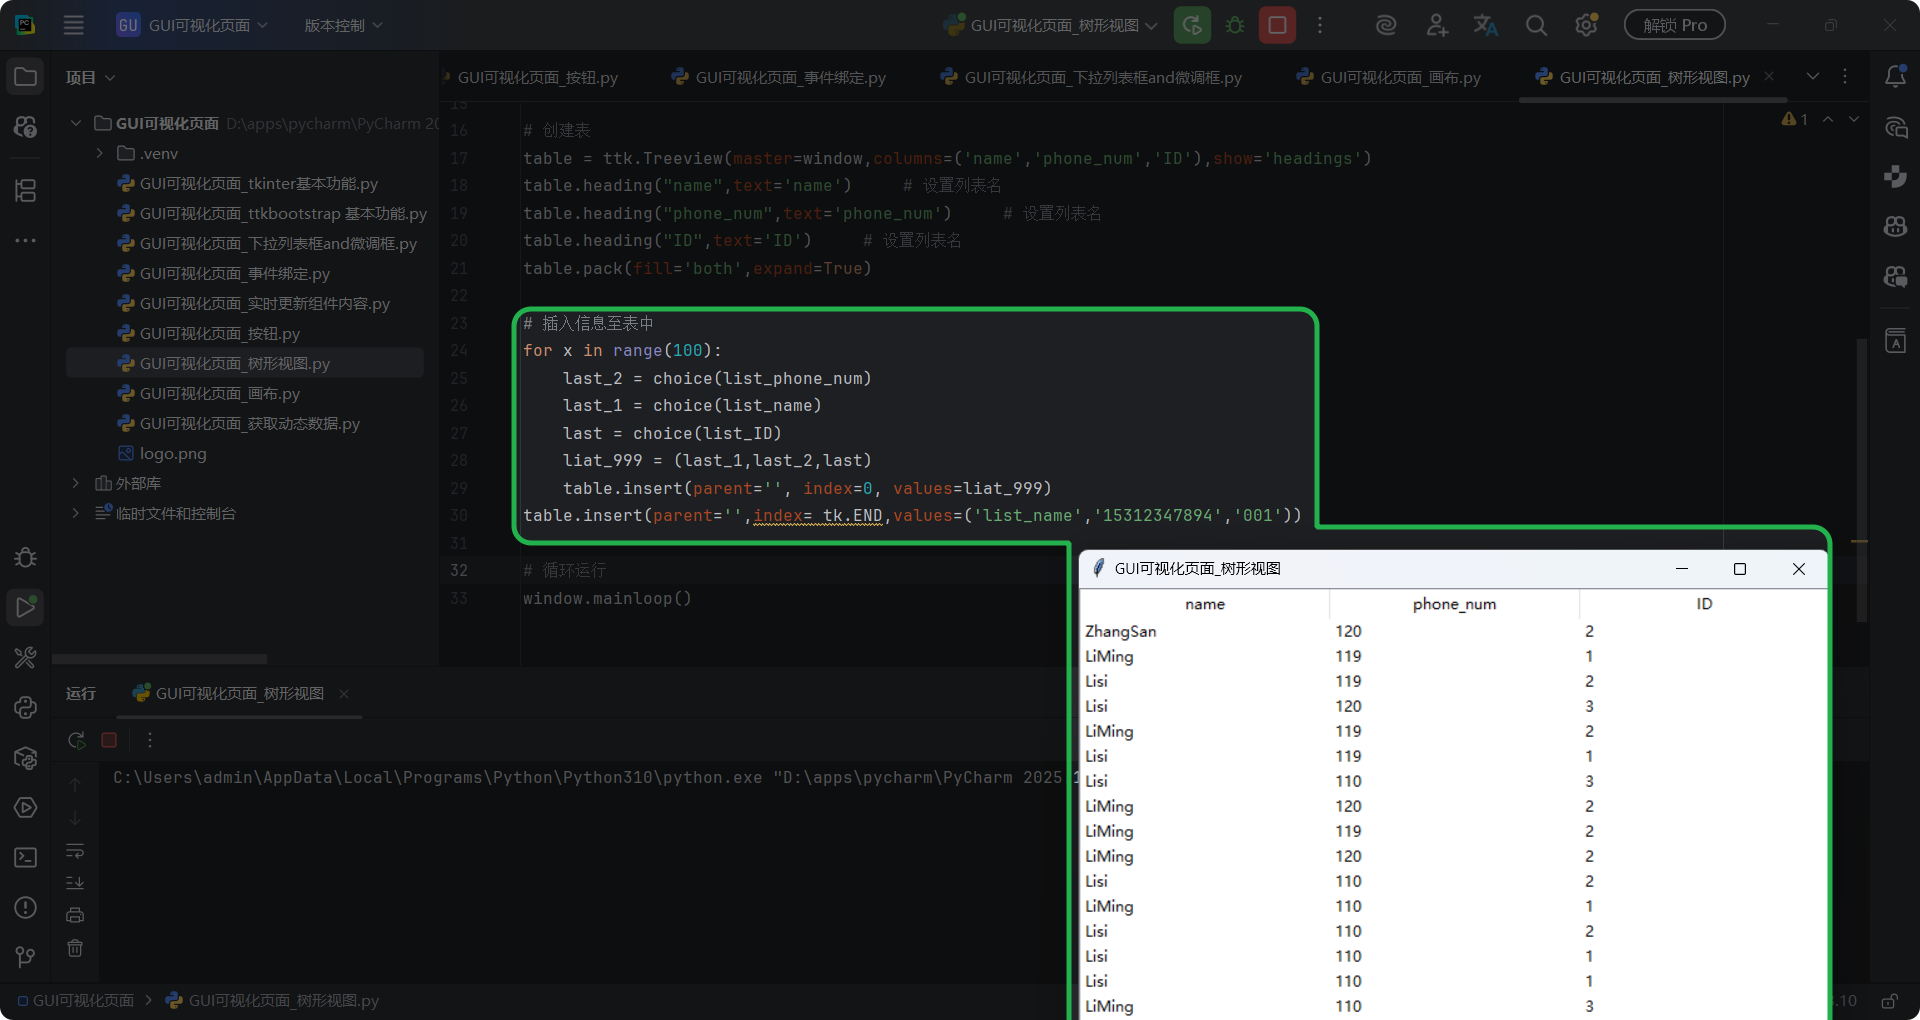 GU GUI可视化页面 版本控制
GUI可视化页面_树形视图
解锁 Pro
项目
GUI可视化页面_按钮.py
GUI可视化页面_事件绑定.py
GUI可视化页面_下拉列表框and微调框.py
GUI可视化页面_画布.py
GUI可视化页面_树形视图.py
GUI可视化页面 D:\apps\pycharm\PyCharm 20
.venv
GUI可视化页面_tkinter基本功能.py
GUI可视化页面_ttkbootstrap 基本功能.py
GUI可视化页面_下拉列表框and微调框.py
GUI可视化页面_事件绑定.py
GUI可视化页面_实时更新组件内容.py
GUI可视化页面_按钮.py
GUI可视化页面_树形视图.py
GUI可视化页面_画布.py
GUI可视化页面_获取动态数据.py
logo.png
外部库
临时文件和控制台
1
15
16 # 创建表
17 table = ttk.Treeview(master=window,columns=('name','phone_num','ID'),show='headings')
18 table.heading("name",text='name') # 设置列表名
19 table.heading("phone_num",text='phone_num') # 设置列表名
20 table.heading("ID",text='ID') # 设置列表名
21 table.pack(fill='both',expand=True)
22
23 # 插入信息至表中
24 for x in range(100):
25 last_2 = choice(list_phone_num)
26 last_1 = choice(list_name)
27 last = choice(list_ID)
28 liat_999 = (last_1,last_2,last)
29 table.insert(parent='', index=0, values=liat_999)
30 table.insert(parent='',index= tk.END,values=('list_name','15312347894','001'))
31
32 # 循环运行
33 window.mainloop()
运行 GUI可视化页面_树形视图
C:\Users\admin\AppData\Local\Programs\Python\Python310\python.exe "D:\apps\pycharm\PyCharm 2025 1
GUI可视化页面_树形视图
name phone_num ID
ZhangSan 120 2
LiMing 119 1
Lisi 119 2
Lisi 120 3
LiMing 119 2
Lisi 119 1
Lisi 110 3
LiMing 120 2
LiMing 119 2
LiMing 120 2
Lisi 110 2
LiMing 110 1
Lisi 110 2
Lisi 110 1
Lisi 110 1
LiMing 110 3
GUI可视化页面 GUI可视化页面_树形视图.py
.10